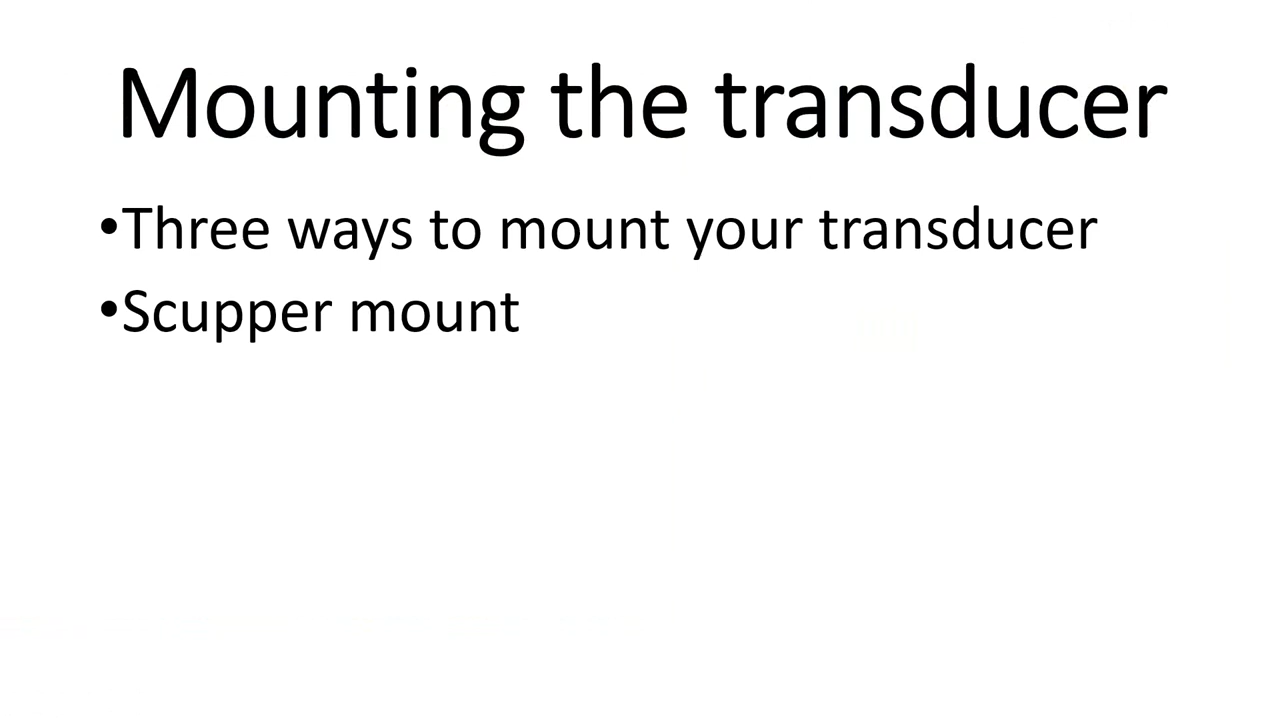 Mounting the transducer
•Three ways to mount your transducer
•Scupper mount